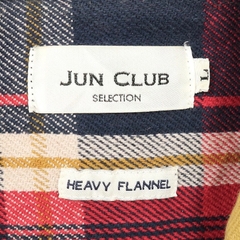 JUN CLUB
SELECTION
L
HEAVY FLANNEL